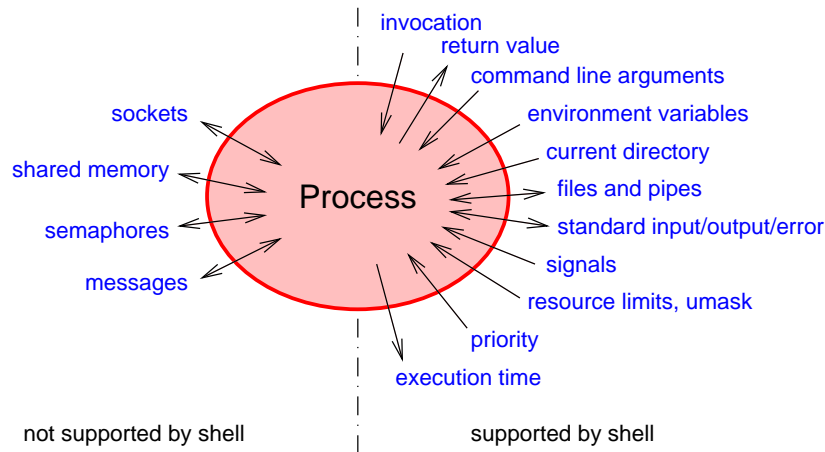 invocation
return value
command line arguments
environment variables
current directory
files and pipes
standard input/output/error
signals
resource limits, umask
priority
execution time
sockets
shared memory
semaphores
messages
Process
not supported by shell
supported by shell